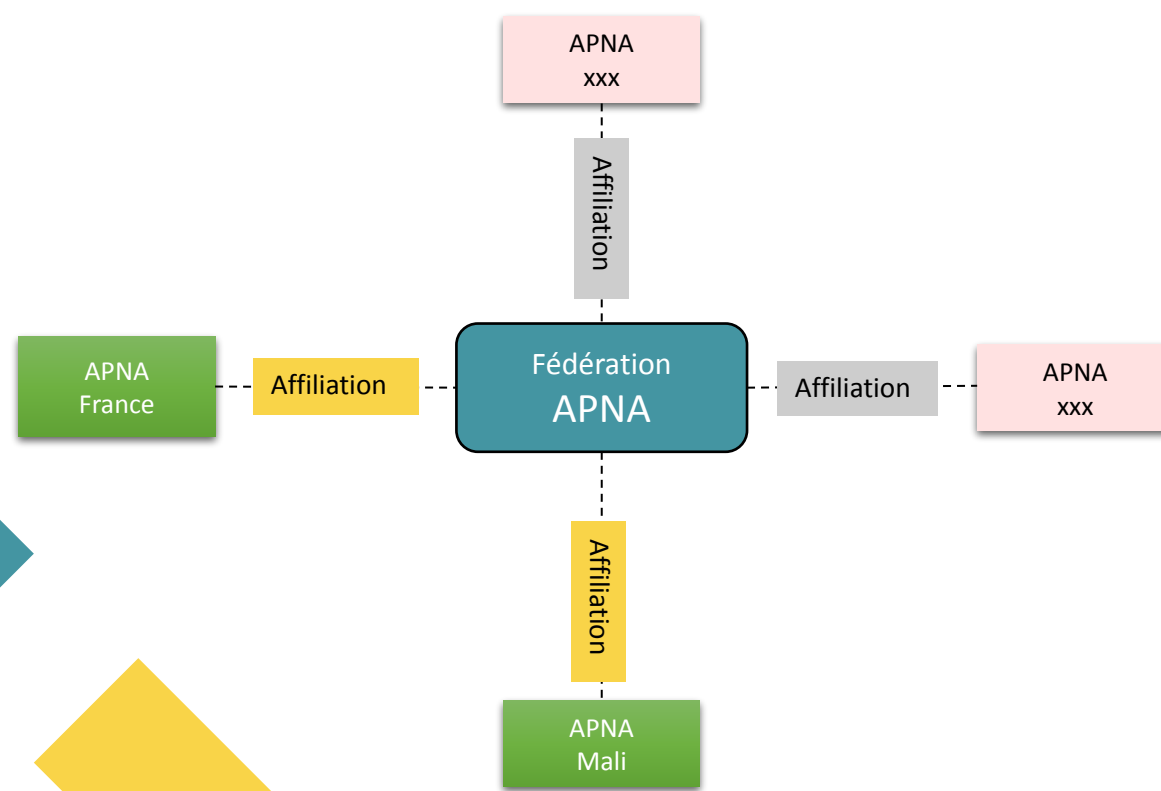 APNA
xxx
Affiliation
APNA
France
Affiliation
Fédération
APNA
Affiliation
APNA
xxx
Affiliation
APNA
Mali